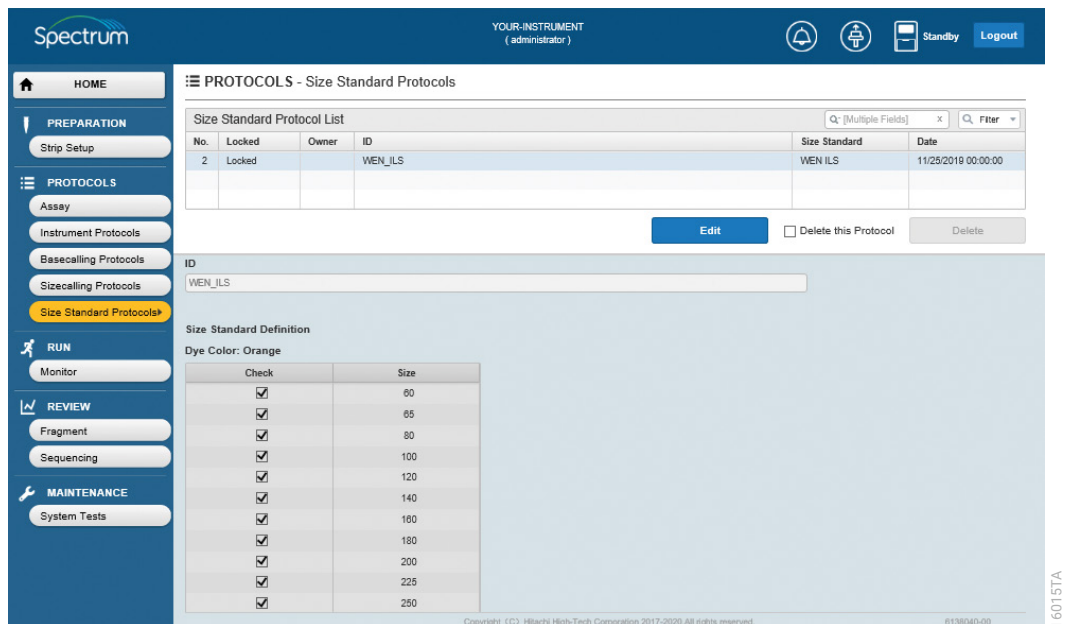 Spectrum
YOUR-INSTRUMENT
( administrator )
Standby
Logout
HOME
PREPARATION
Strip Setup
PROTOCOLS
Assay
Instrument Protocols
Basecalling Protocols
Sizecalling Protocols
Size Standard Protocols
RUN
Monitor
REVIEW
Fragment
Sequencing
MAINTENANCE
System Tests
PROTOCOLS - Size Standard Protocols
Size Standard Protocol List
[Multiple Fields] x Filter
No. Locked Owner ID Size Standard Date
2 Locked WEN_ILS WEN ILS 11/25/2019 00:00:00
Edit Delete this Protocol Delete
ID
WEN_ILS
Size Standard Definition
Dye Color: Orange
Check Size
60
65
80
100
120
140
160
180
200
225
250
Copyright (C) Hitachi High-Tech Corporation 2017-2020.All rights reserved. 6138040-00
6015TA